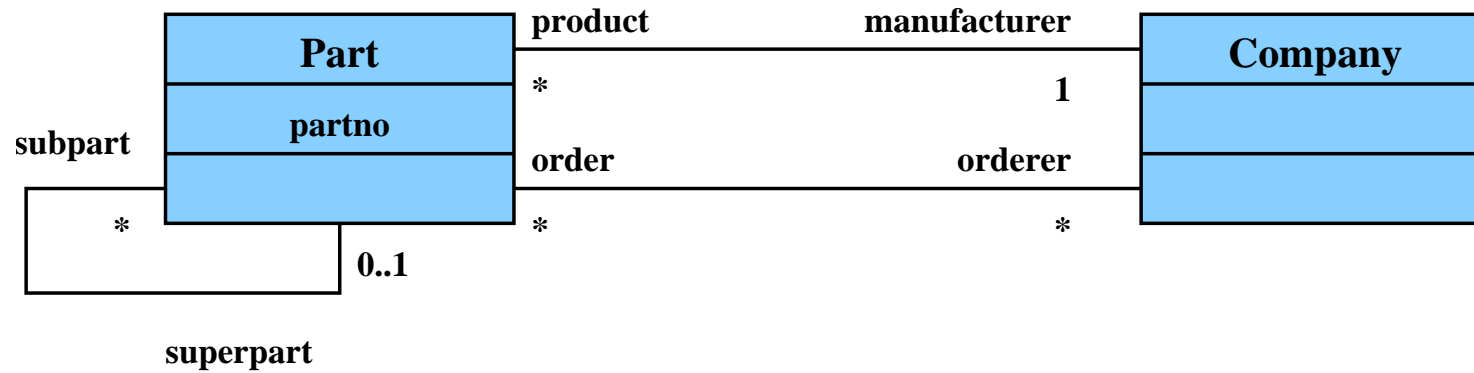 product manufacturer
Part Company
* 1
partno
subpart
order orderer
* * *
0..1
superpart